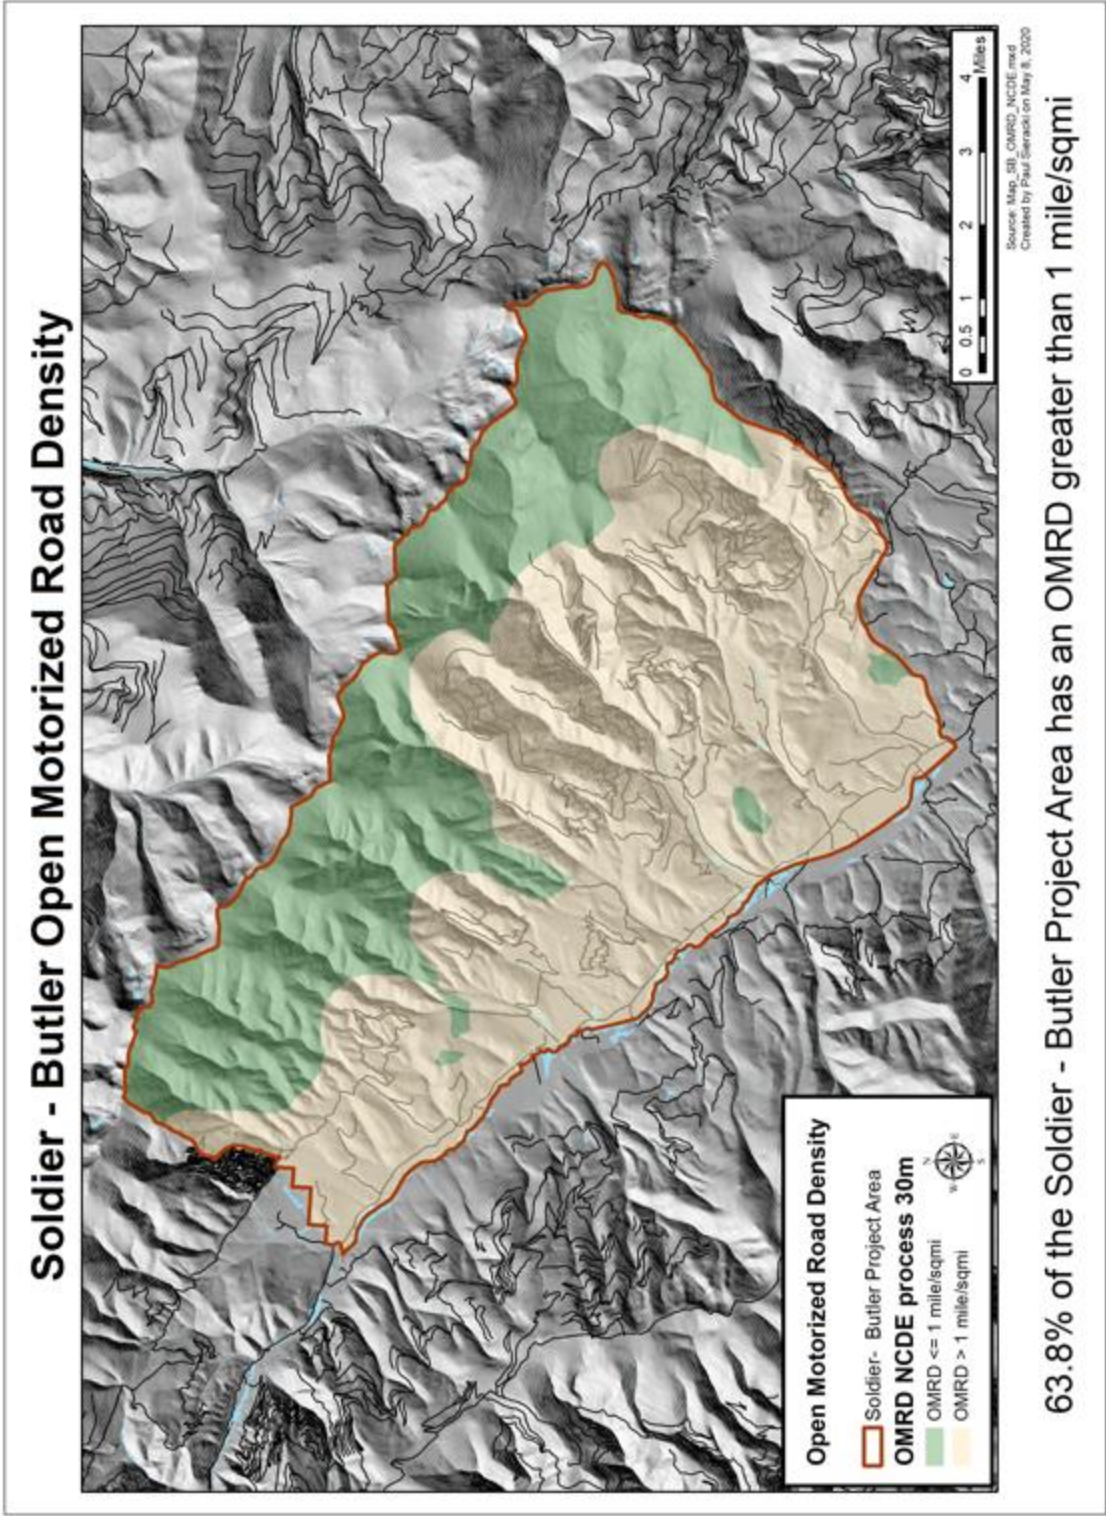 Soldier - Butler Open Motorized Road Density
Open Motorized Road Density
Soldier- Butler Project Area
OMRD NCDE process 30m
OMRD <= 1 mile/sqmi
OMRD > 1 mile/sqmi
N
W E
S
0 0.5 1 2 3 4
Miles
Source: Map_SB_OMRD_NCDE.mxd
Created by Paul Sieracki on May 8, 2020
63.8% of the Soldier - Butler Project Area has an OMRD greater than 1 mile/sqmi